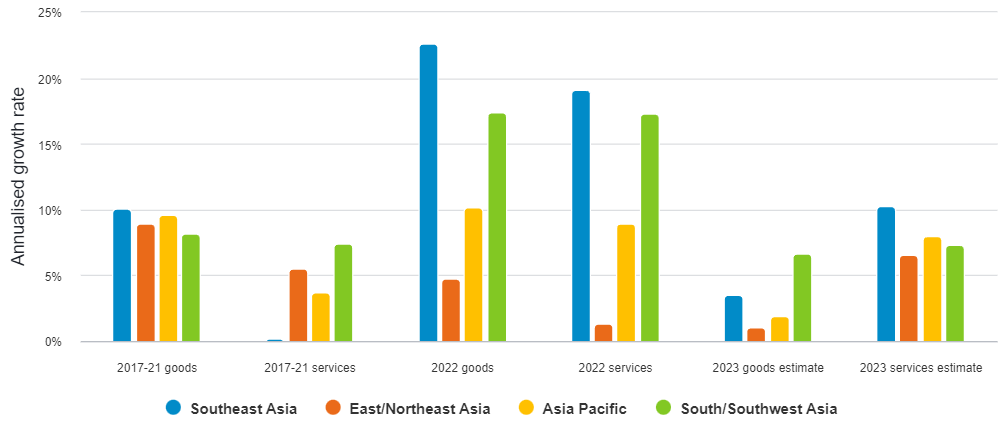 25%
20%
15%
10%
5%
0%
Annualised growth rate
2017-21 goods
2017-21 services
2022 goods
2022 services
2023 goods estimate
2023 services estimate
Southeast Asia
East/Northeast Asia
Asia Pacific
South/Southwest Asia